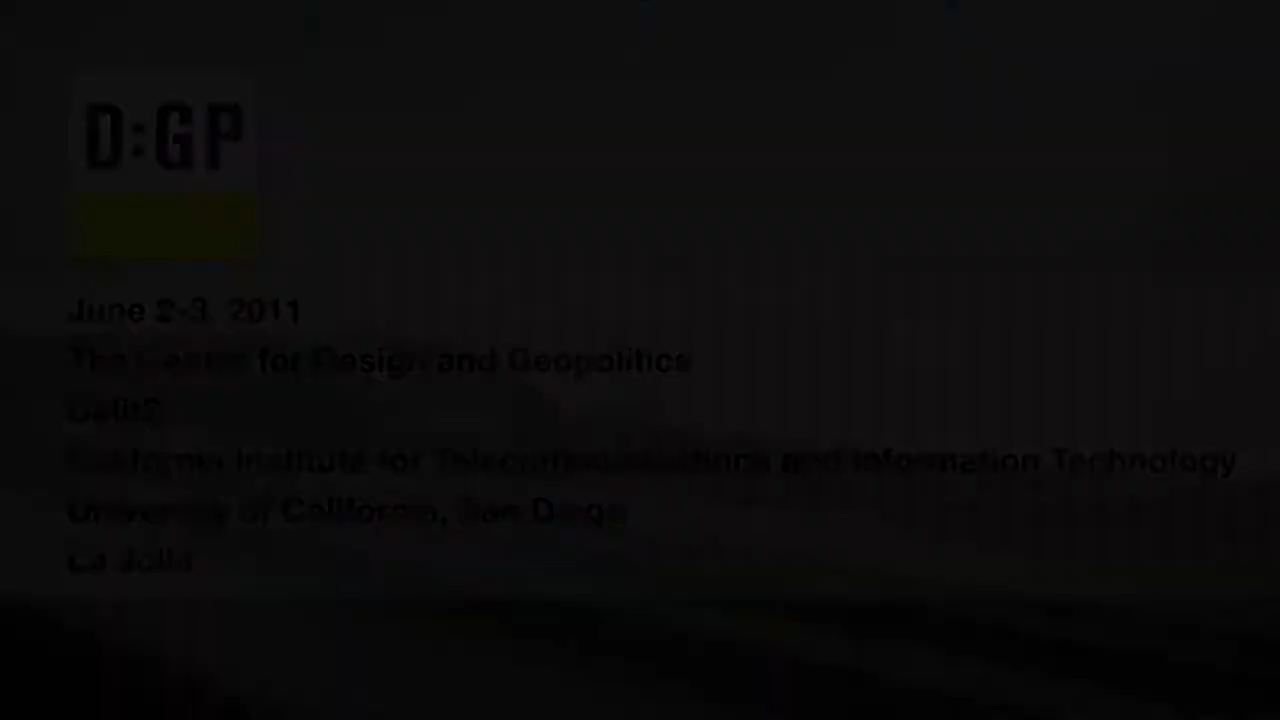 D:GP
June 2-3, 2011
The Center for Design and Geopolitics
Calit2
California Institute for Telecommunications and Information Technology
University of California, San Diego
La Jolla